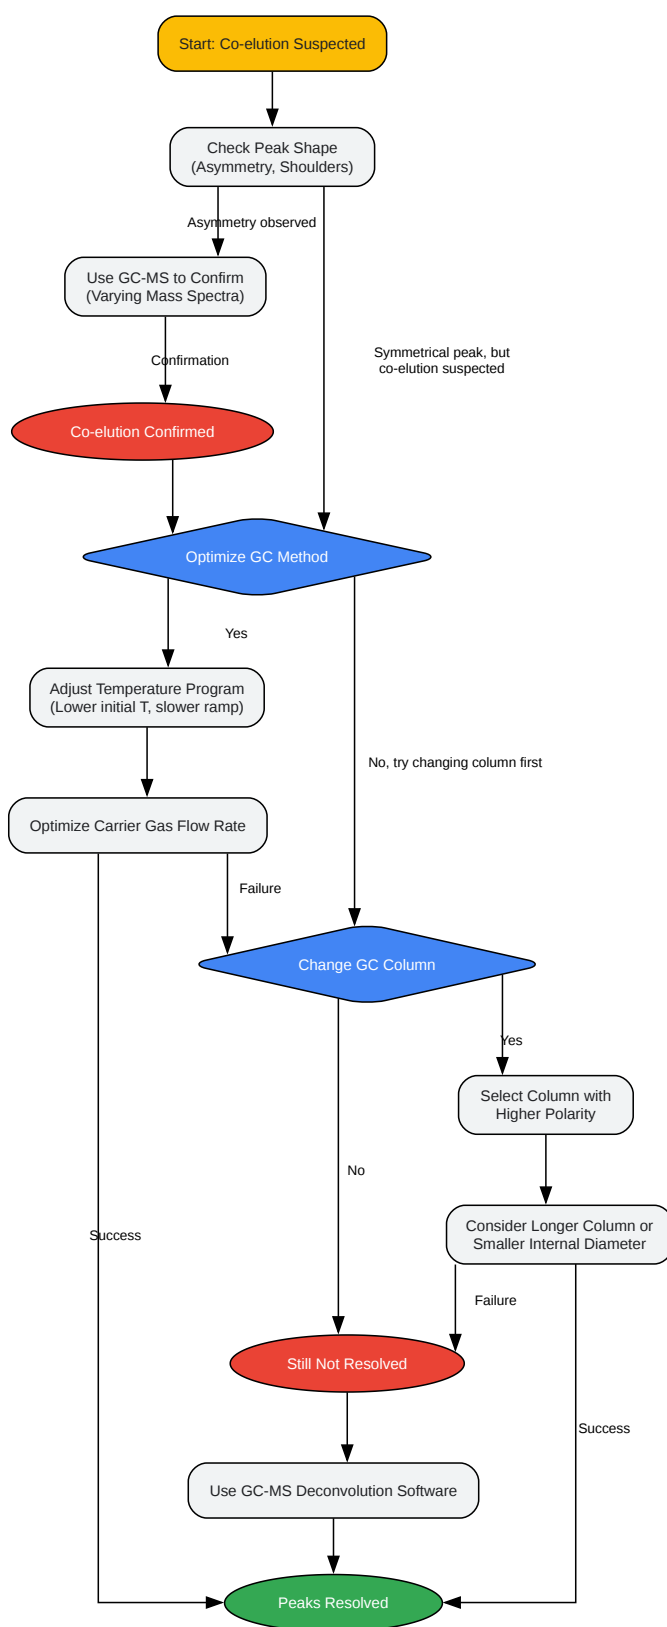 Start: Co-elution Suspected
Check Peak Shape
(Asymmetry, Shoulders)
Asymmetry observed
Use GC-MS to Confirm
(Varying Mass Spectra)
Symmetrical peak, but
co-elution suspected
Confirmation
Co-elution Confirmed
Optimize GC Method
Yes
Adjust Temperature Program
(Lower initial T, slower ramp)
No, try changing column first
Optimize Carrier Gas Flow Rate
Failure
Change GC Column
Yes
Select Column with
Higher Polarity
No
Consider Longer Column or
Smaller Internal Diameter
Success
Failure
Still Not Resolved
Success
Use GC-MS Deconvolution Software
Peaks Resolved